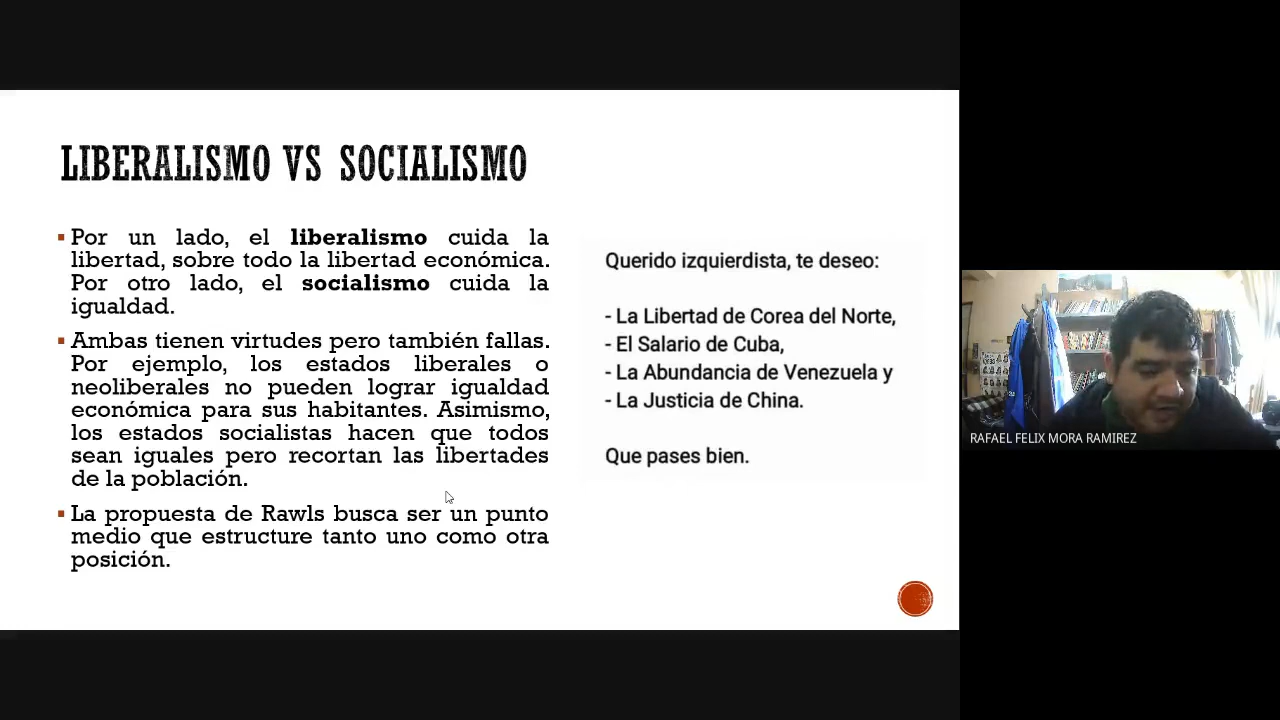 LIBERALISMO VS SOCIALISMO
Por un lado, el liberalismo cuida la
libertad, sobre todo la libertad económica.
Por otro lado, el socialismo cuida la
igualdad.
Ambas tienen virtudes pero también fallas.
Por ejemplo, los estados liberales o
neoliberales no pueden lograr igualdad
económica para sus habitantes. Asimismo,
los estados socialistas hacen que todos
sean iguales pero recortan las libertades
de la población.
La propuesta de Rawls busca ser un punto
medio que estructure tanto uno como otra
posición.
Querido izquierdista, te deseo:
- La Libertad de Corea del Norte,
- El Salario de Cuba,
- La Abundancia de Venezuela y
- La Justicia de China.
Que pases bien.
RAFAEL FELIX MORA RAMIREZ